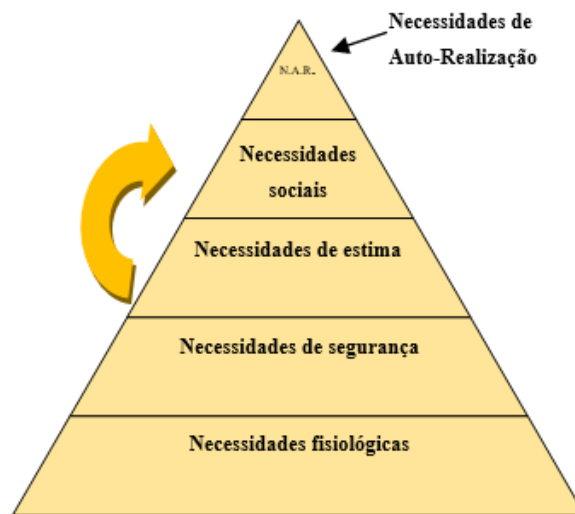 Necessidades de
Auto-Realização
N.A.R.
Necessidades
sociais
Necessidades de estima
Necessidades de segurança
Necessidades fisiológicas